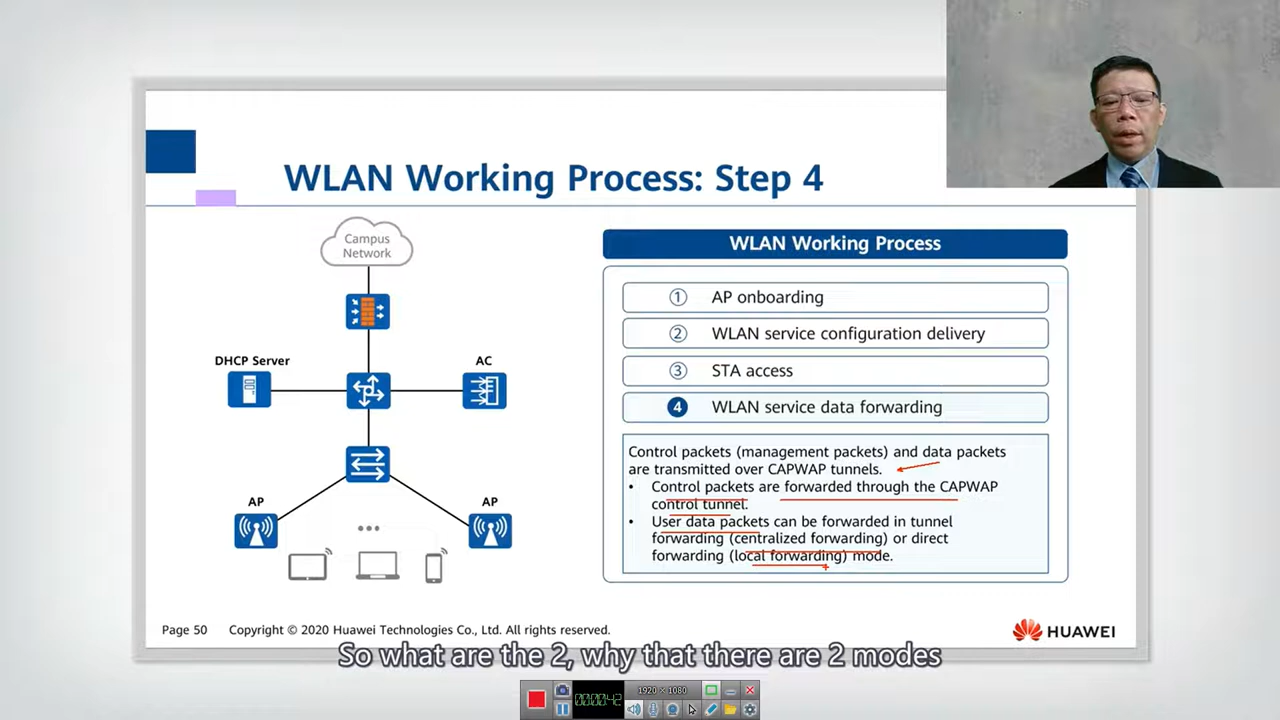 WLAN Working Process: Step 4
Campus
Network
DHCP Server
AC
AP
AP
WLAN Working Process
1 AP onboarding
2 WLAN service configuration delivery
3 STA access
4 WLAN service data forwarding
Control packets (management packets) and data packets
are transmitted over CAPWAP tunnels.
• Control packets are forwarded through the CAPWAP
control tunnel.
• User data packets can be forwarded in tunnel
forwarding (centralized forwarding) or direct
forwarding (local forwarding) mode.
Page 50 Copyright © 2020 Huawei Technologies Co., Ltd. All rights reserved.
HUAWEI
So what are the 2, why that there are 2 modes
00:00:42
1920 × 1080